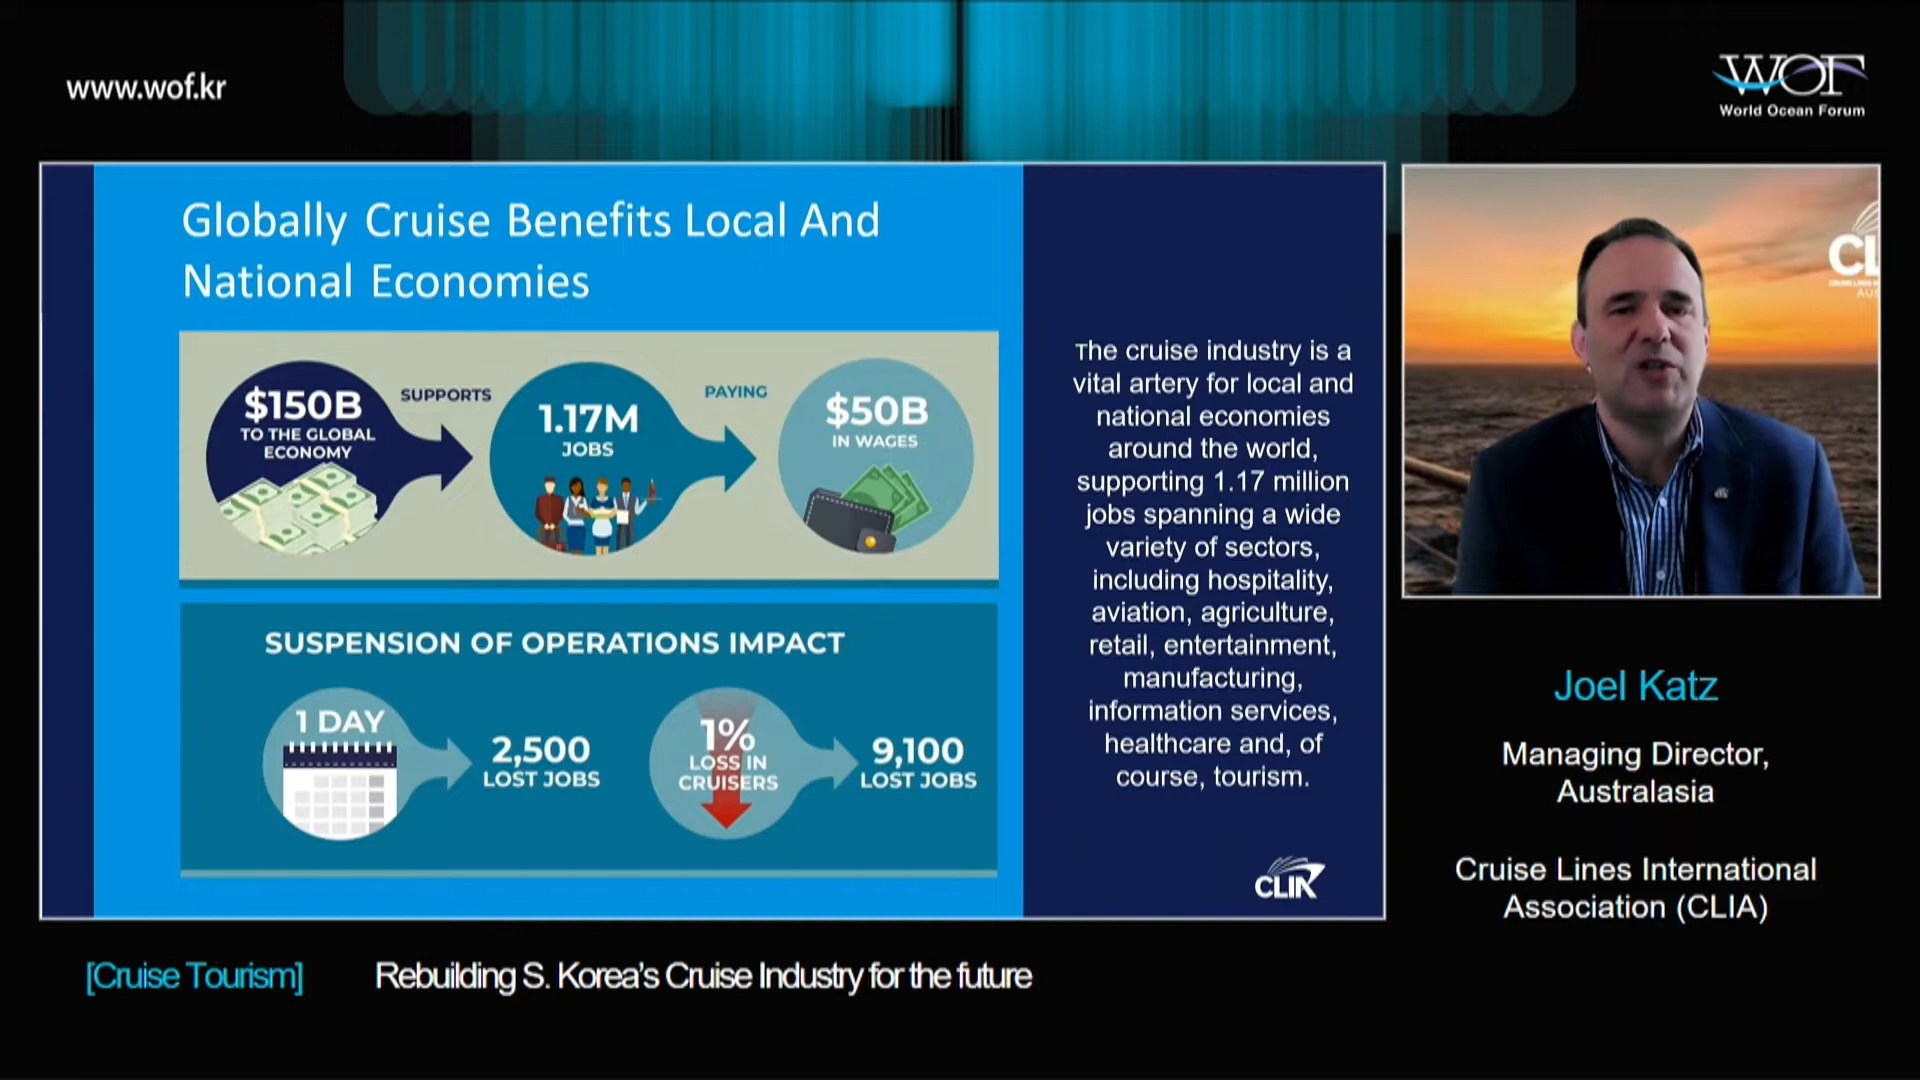 www.wof.kr
WOF
World Ocean Forum
Globally Cruise Benefits Local And
National Economies
$150B
TO THE GLOBAL
ECONOMY
SUPPORTS
1.17M
JOBS
PAYING
$50B
IN WAGES
SUSPENSION OF OPERATIONS IMPACT
1 DAY
2,500
LOST JOBS
1%
LOSS IN
CRUISERS
9,100
LOST JOBS
The cruise industry is a
vital artery for local and
national economies
around the world,
supporting 1.17 million
jobs spanning a wide
variety of sectors,
including hospitality,
aviation, agriculture,
retail, entertainment,
manufacturing,
information services,
healthcare and, of
course, tourism.
CLIA
CL
AUS
Joel Katz
Managing Director,
Australasia
Cruise Lines International
Association (CLIA)
[Cruise Tourism]
Rebuilding S. Korea's Cruise Industry for the future